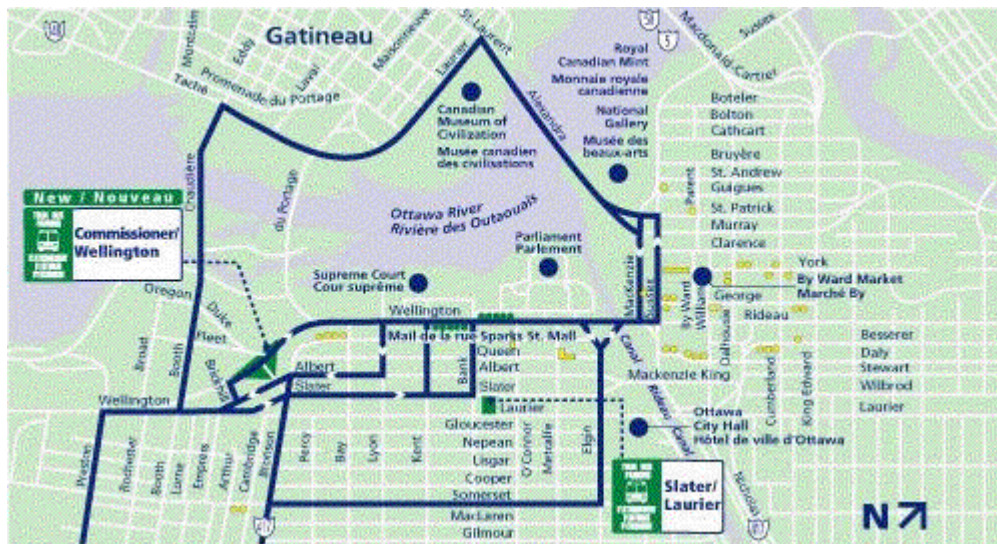 148
Gatineau
Montcalm
Eddy
Laval
Maisonneuve
Laurier
St. Laurent
Taché
Promenade du Portage
50
5
Macdonald-Cartier
Sussex
Royal
Canadian Mint
Monnaie royale
canadienne
National
Gallery
Musée des
beaux-arts
Canadian
Museum of
Civilization
Musée canadien
des civilisations
Alexandra
Boteler
Bolton
Cathcart
Bruyère
St. Andrew
Guigues
St. Patrick
Murray
Clarence
York
Parent
New / Nouveau
Commissioner/
Wellington
Chaudière
du Portage
Ottawa River
Rivière des Outaouais
Parliament
Parlement
Supreme Court
Cour suprême
MacKenzie
Sussex
By Ward
William
George
Rideau
By Ward Market
Marché By
Dalhousie
Oregon
Duke
Fleet
Wellington
Mail de la rue Sparks St. Mall
Queen
Albert
Slater
Laurier
Bank
Albert
Slater
Broad
Booth
Wellington
Canal Rideau Canal
Mackenzie King
Cumberland
King Edward
Besserer
Daly
Stewart
Wilbrod
Laurier
Preston
Rochester
Booth
Lorne
Empress
Arthur
Cambridge
Bronson
Percy
Bay
Lyon
Kent
Gloucester
Nepean
Lisgar
Cooper
Somerset
MacLaren
Gilmour
O'Connor
Metcalfe
Elgin
Ottawa
City Hall
Hôtel de ville d'Ottawa
Slater/
Laurier
Nicholas
N